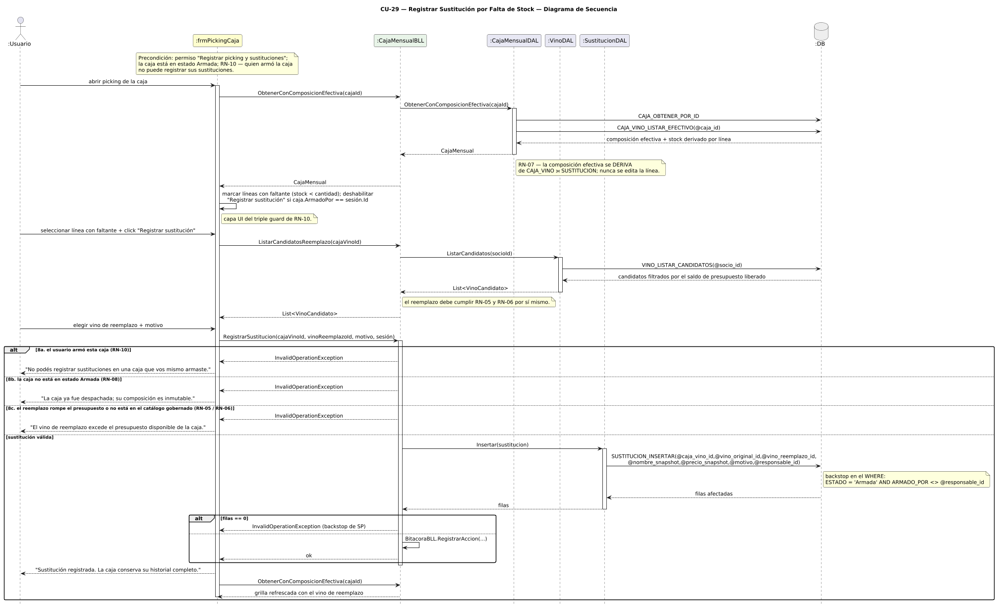 CU-29 — Registrar Sustitución por Falta de Stock — Diagrama de Secuencia
:Usuario
:frmPickingCaja
:CajaMensualBLL
:CajaMensualDAL
:VinoDAL
:SustitucionDAL
:DB
Precondición: permiso "Registrar picking y sustituciones";
la caja está en estado Armada; RN-10 — quien armó la caja
no puede registrar sus sustituciones.
abrir picking de la caja
ObtenerConComposicionEfectiva(cajaId)
ObtenerConComposicionEfectiva(cajaId)
CAJA_OBTENER_POR_ID
CAJA_VINO_LISTAR_EFECTIVO(@caja_id)
composición efectiva + stock derivado por línea
CajaMensual
RN-07 — la composición efectiva se DERIVA
de CAJA_VINO ⋈ SUSTITUCION; nunca se edita la línea.
CajaMensual
marcar líneas con faltante (stock < cantidad); deshabilitar
"Registrar sustitución" si caja.ArmadoPor == sesión.Id
capa UI del triple guard de RN-10.
seleccionar línea con faltante + click "Registrar sustitución"
ListarCandidatosReemplazo(cajaVinoId)
ListarCandidatos(socioId)
VINO_LISTAR_CANDIDATOS(@socio_id)
candidatos filtrados por el saldo de presupuesto liberado
List<VinoCandidato>
el reemplazo debe cumplir RN-05 y RN-06 por sí mismo.
List<VinoCandidato>
elegir vino de reemplazo + motivo
RegistrarSustitucion(cajaVinoId, vinoReemplazoId, motivo, sesión)
alt [8a. el usuario armó esta caja (RN-10)]
InvalidOperationException
"No podés registrar sustituciones en una caja que vos mismo armaste."
[8b. la caja no está en estado Armada (RN-08)]
InvalidOperationException
"La caja ya fue despachada; su composición es inmutable."
[8c. el reemplazo rompe el presupuesto o no está en el catálogo gobernado (RN-05 / RN-06)]
InvalidOperationException
"El vino de reemplazo excede el presupuesto disponible de la caja."
[sustitución válida]
Insertar(sustitucion)
SUSTITUCION_INSERTAR(@caja_vino_id,@vino_original_id,@vino_reemplazo_id,
@nombre_snapshot,@precio_snapshot,@motivo,@responsable_id)
backstop en el WHERE:
ESTADO = 'Armada' AND ARMADO_POR <> @responsable_id
filas afectadas
filas
alt [filas == 0]
InvalidOperationException (backstop de SP)
BitacoraBLL.RegistrarAccion(...)
ok
"Sustitución registrada. La caja conserva su historial completo."
ObtenerConComposicionEfectiva(cajaId)
grilla refrescada con el vino de reemplazo